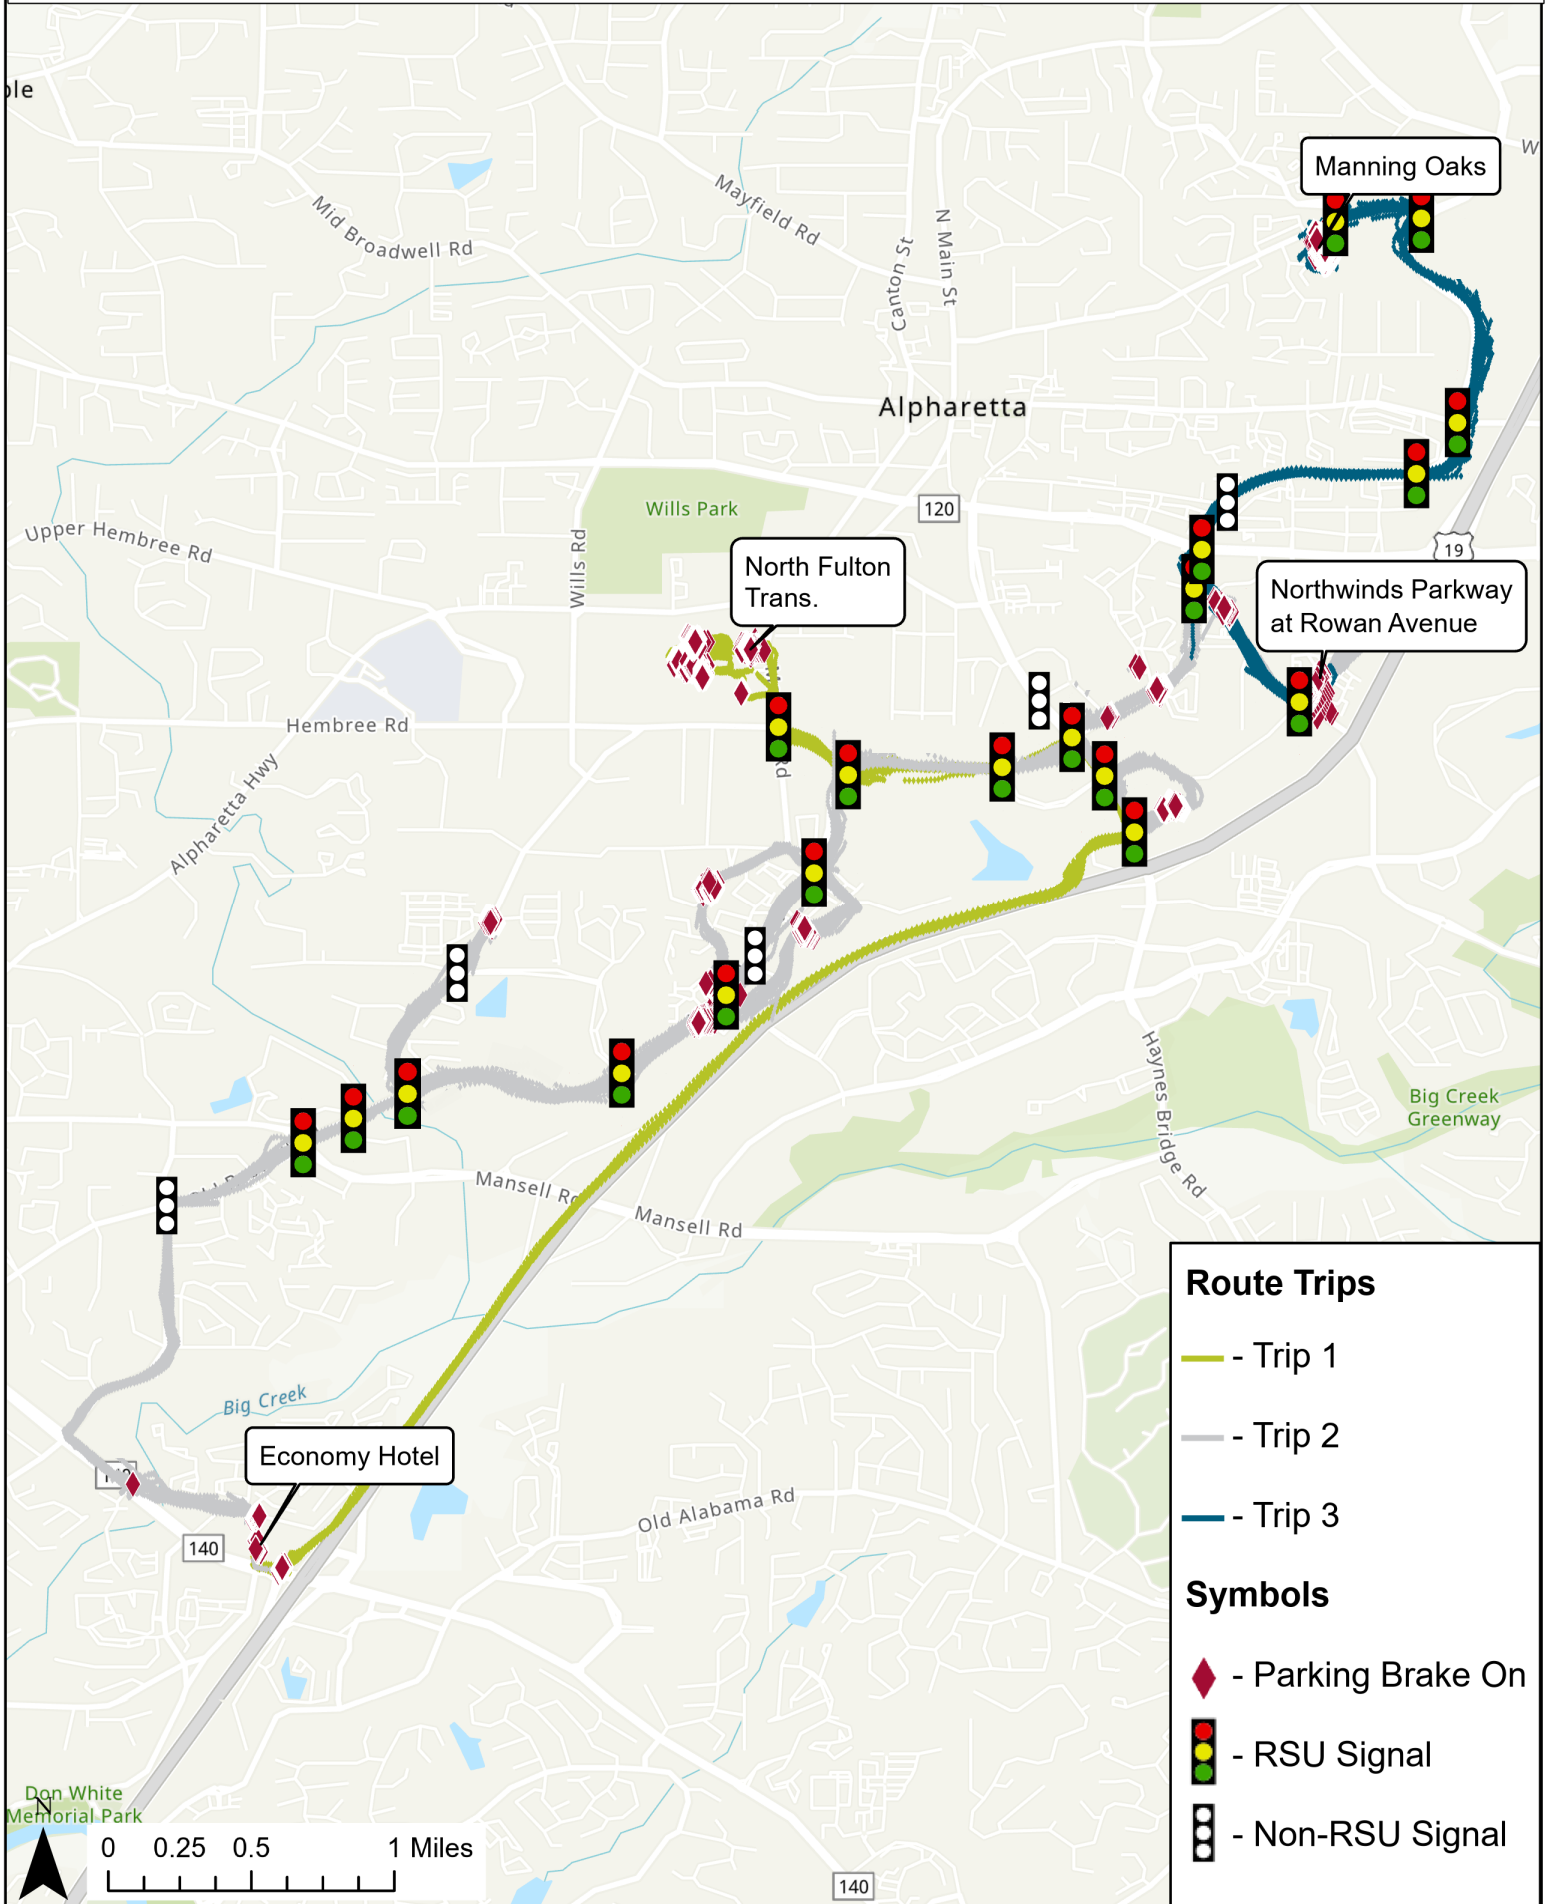 ole
Manning Oaks
W
Mayfield Rd
Mid Broadwell Rd
N Main St
Canton St
Alpharetta
Wills Park
120
Upper Hembree Rd
Wills Rd
19
North Fulton
Trans.
Northwinds Parkway
at Rowan Avenue
Hembree Rd
Rd
Alpharetta Hwy
Haynes Bridge Rd
Big Creek
Greenway
Mansell Rd
Mansell Rd
Big Creek
Economy Hotel
140
Old Alabama Rd
140
Route Trips
- Trip 1
- Trip 2
- Trip 3
Symbols
- Parking Brake On
- RSU Signal
- Non-RSU Signal
Don White
Memorial Park
N
0 0.25 0.5 1 Miles
140